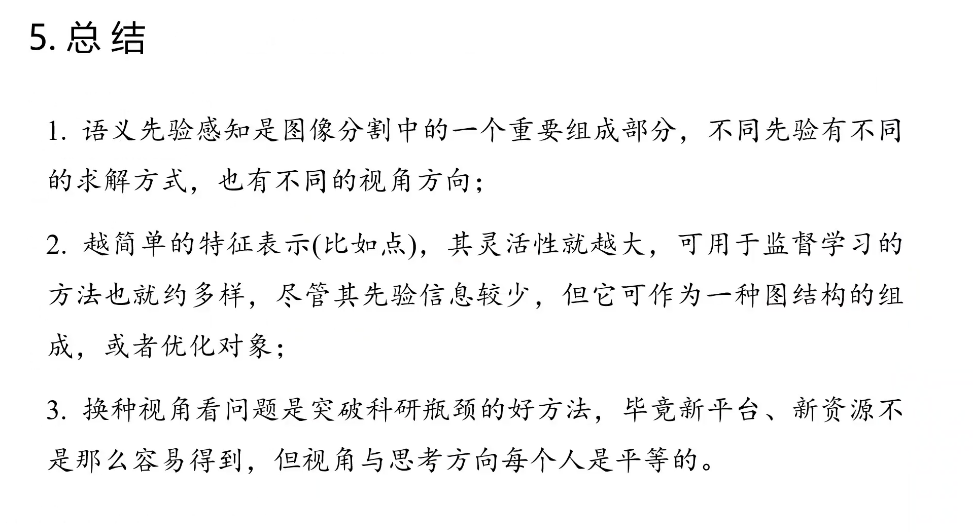 5. 总 结
1. 语义先验感知是图像分割中的一个重要组成部分，不同先验有不同
的求解方式，也有不同的视角方向；
2. 越简单的特征表示(比如点)，其灵活性就越大，可用于监督学习的
方法也就约多样，尽管其先验信息较少，但它可作为一种图结构的组
成，或者优化对象；
3. 换种视角看问题是突破科研瓶颈的好方法，毕竟新平台、新资源不
是那么容易得到，但视角与思考方向每个人是平等的。